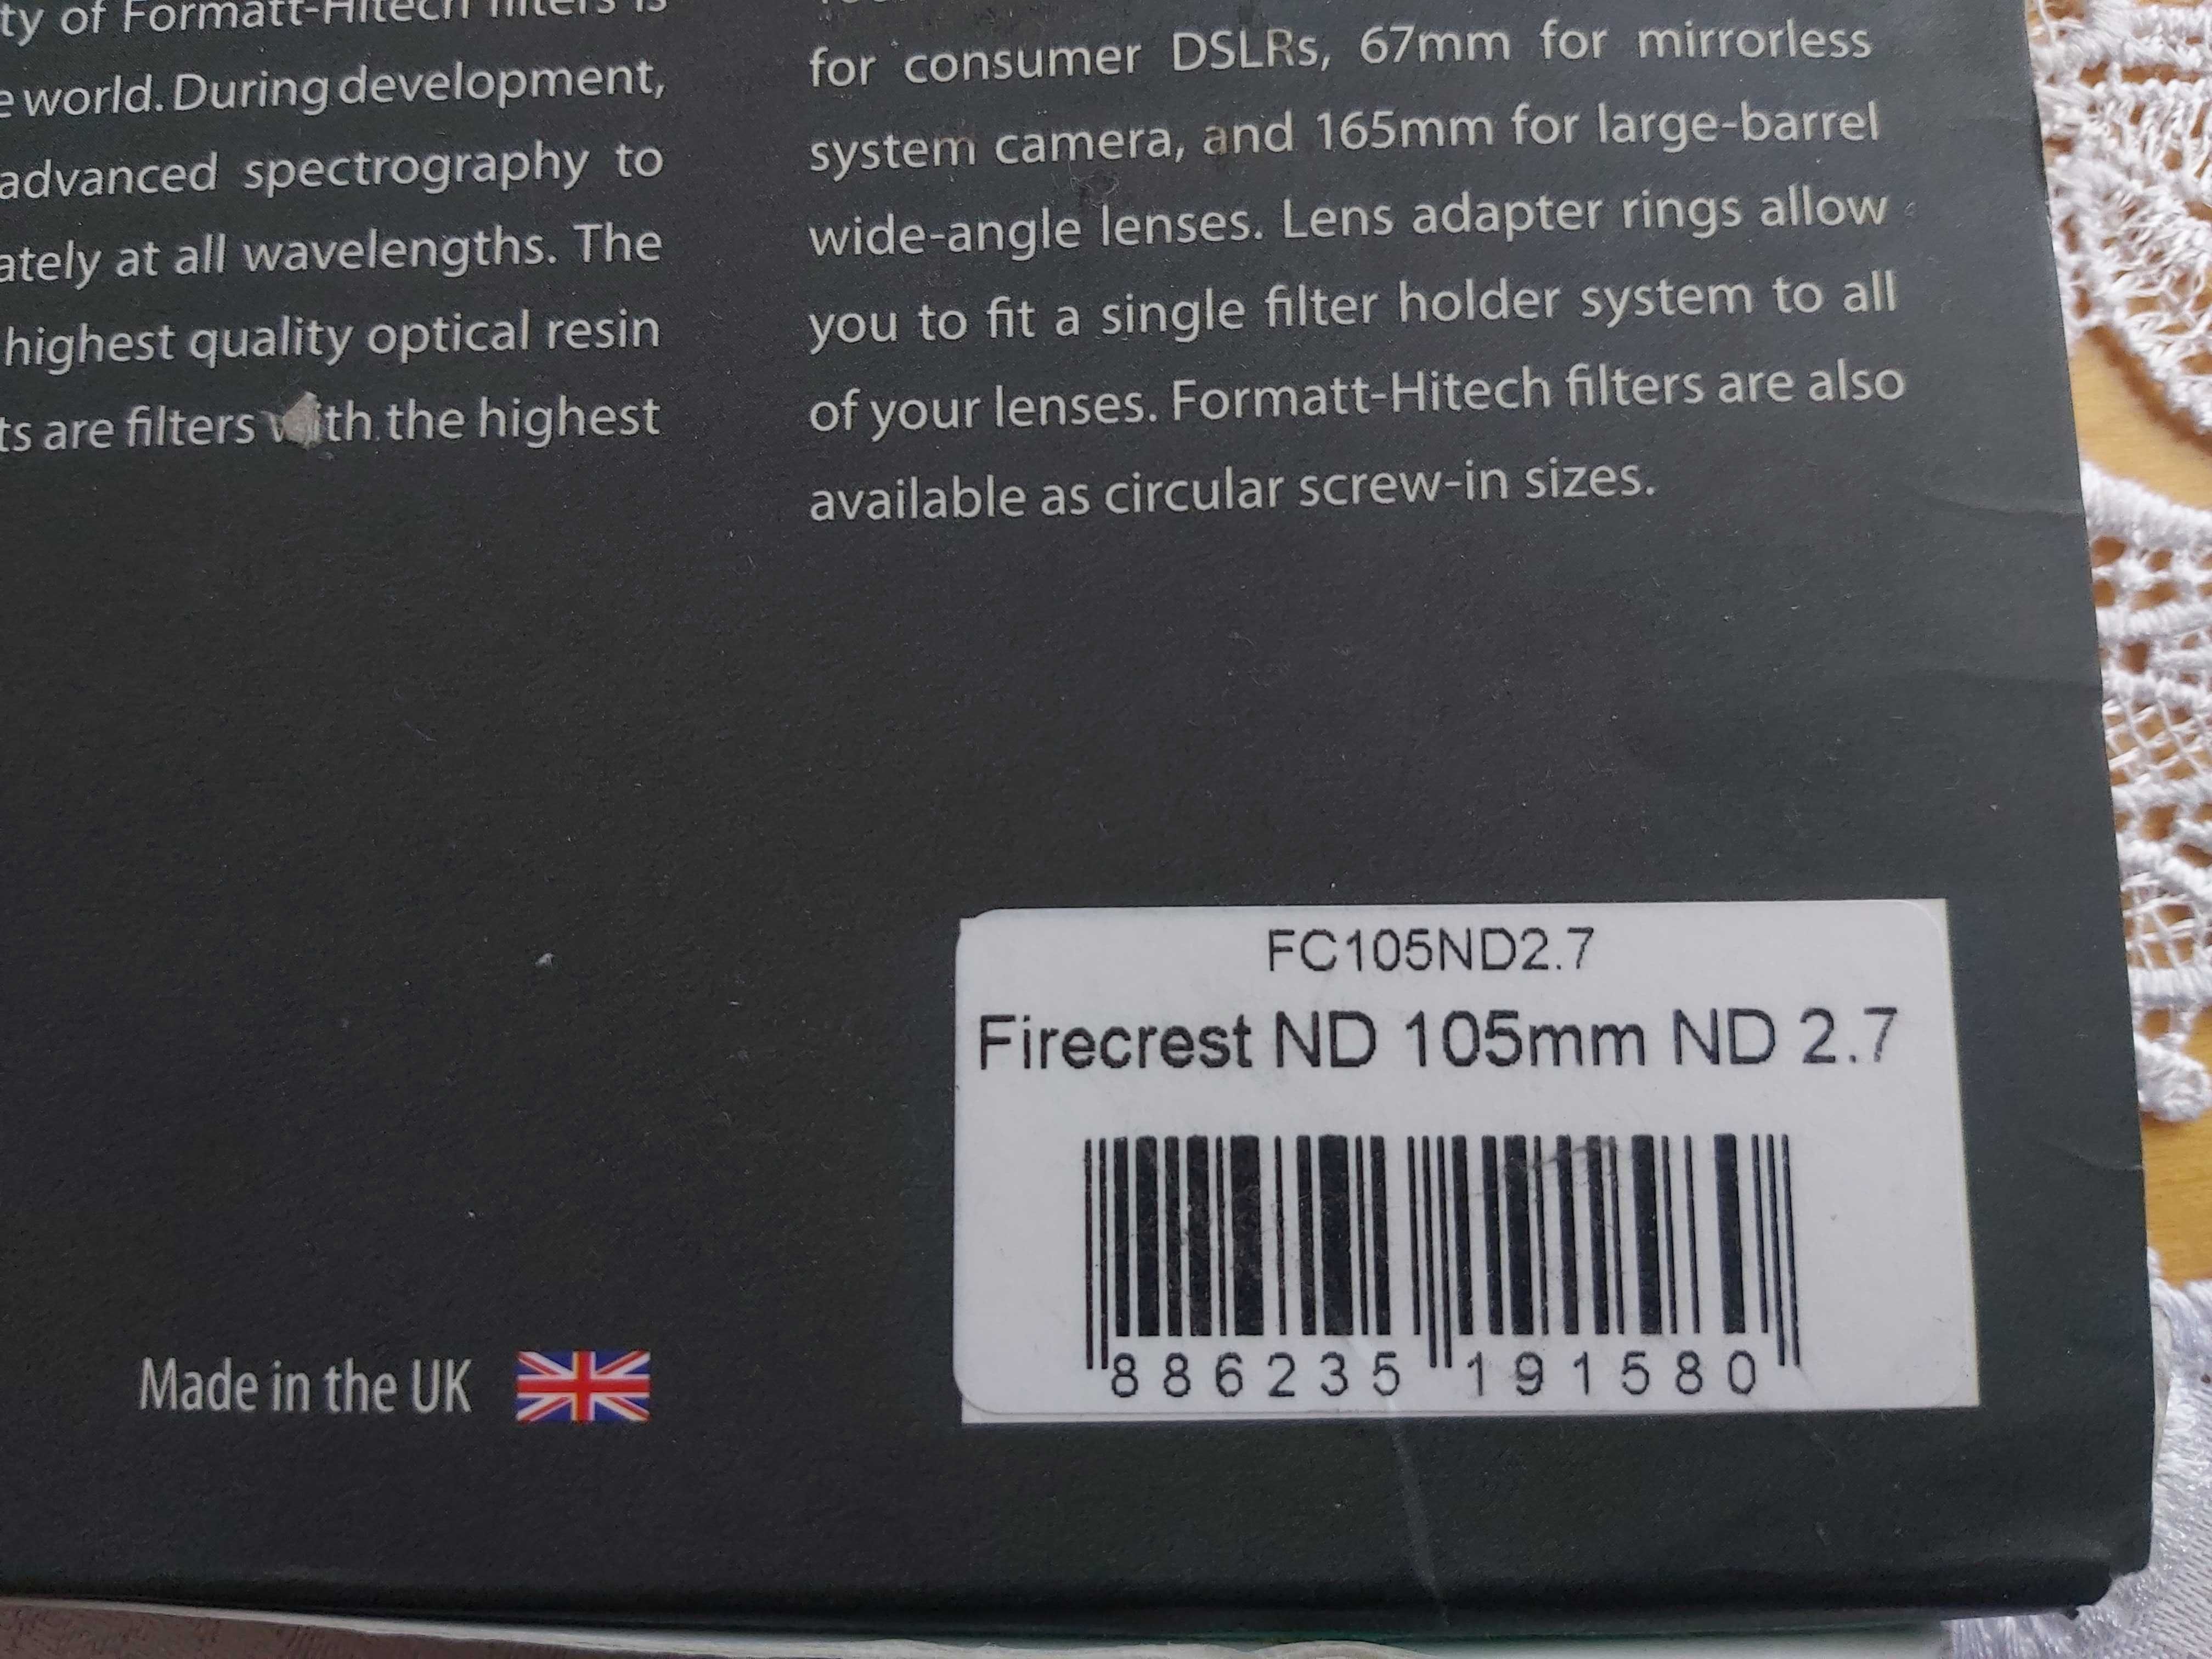 ty of Formatt-Hitech filters is
world. During development,
advanced spectrography to
ately at all wavelengths. The
highest quality optical resin
ts are filters with the highest
for consumer DSLRs, 67mm for mirrorless
system camera, and 165mm for large-barrel
wide-angle lenses. Lens adapter rings allow
you to fit a single filter holder system to all
of your lenses. Formatt-Hitech filters are also
available as circular screw-in sizes.
FC105ND2.7
Firecrest ND 105mm ND 2.7
886235 191580
Made in the UK